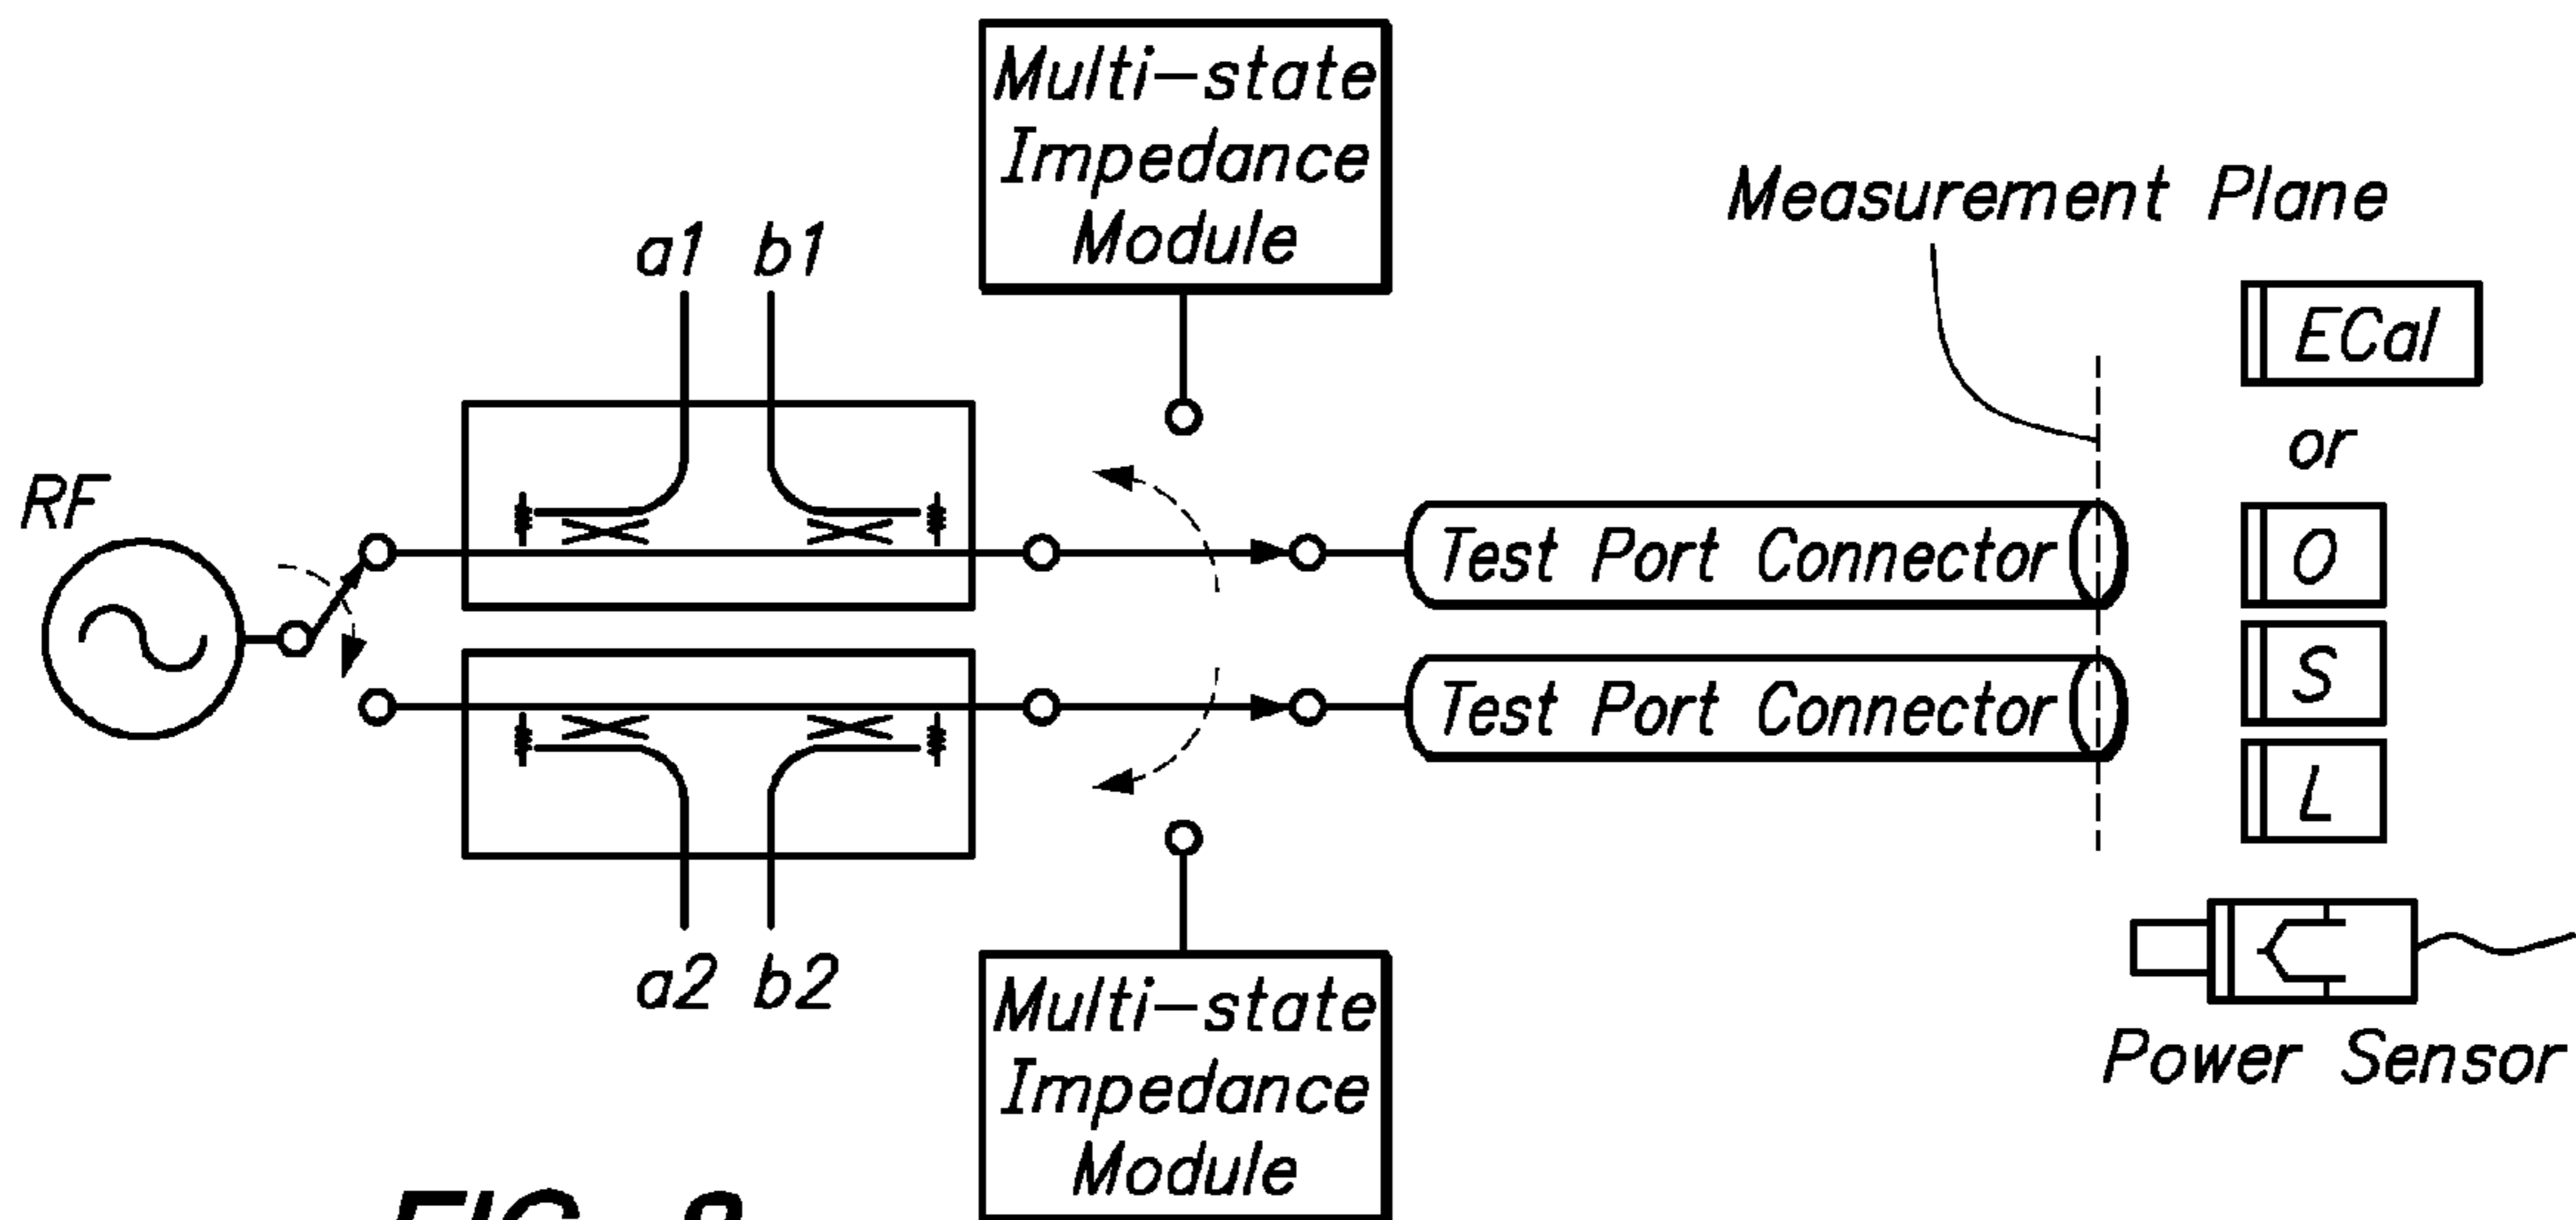 Multi-state
Impedance
Module
Measurement Plane
a1 b1
ECal
or
RF
Test Port Connector
O
S
Test Port Connector
L
a2 b2
Multi-state
Impedance
Module
Power Sensor